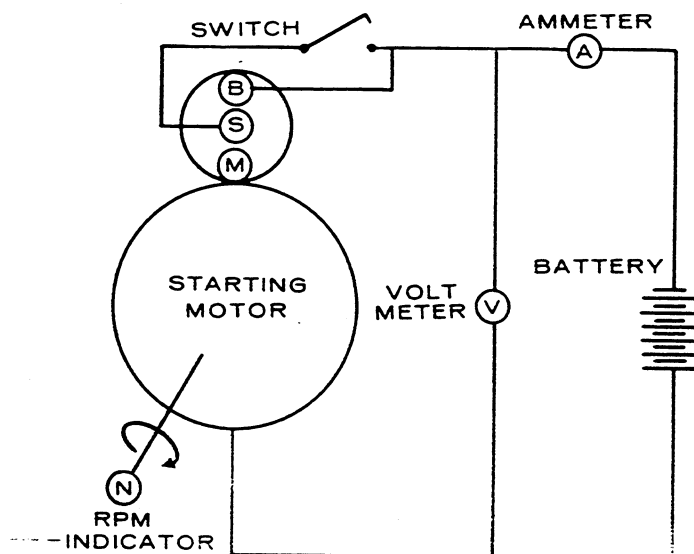 SWITCH
AMMETER
A
B
S
M
STARTING
MOTOR
VOLT
METER
V
BATTERY
N
RPM
INDICATOR